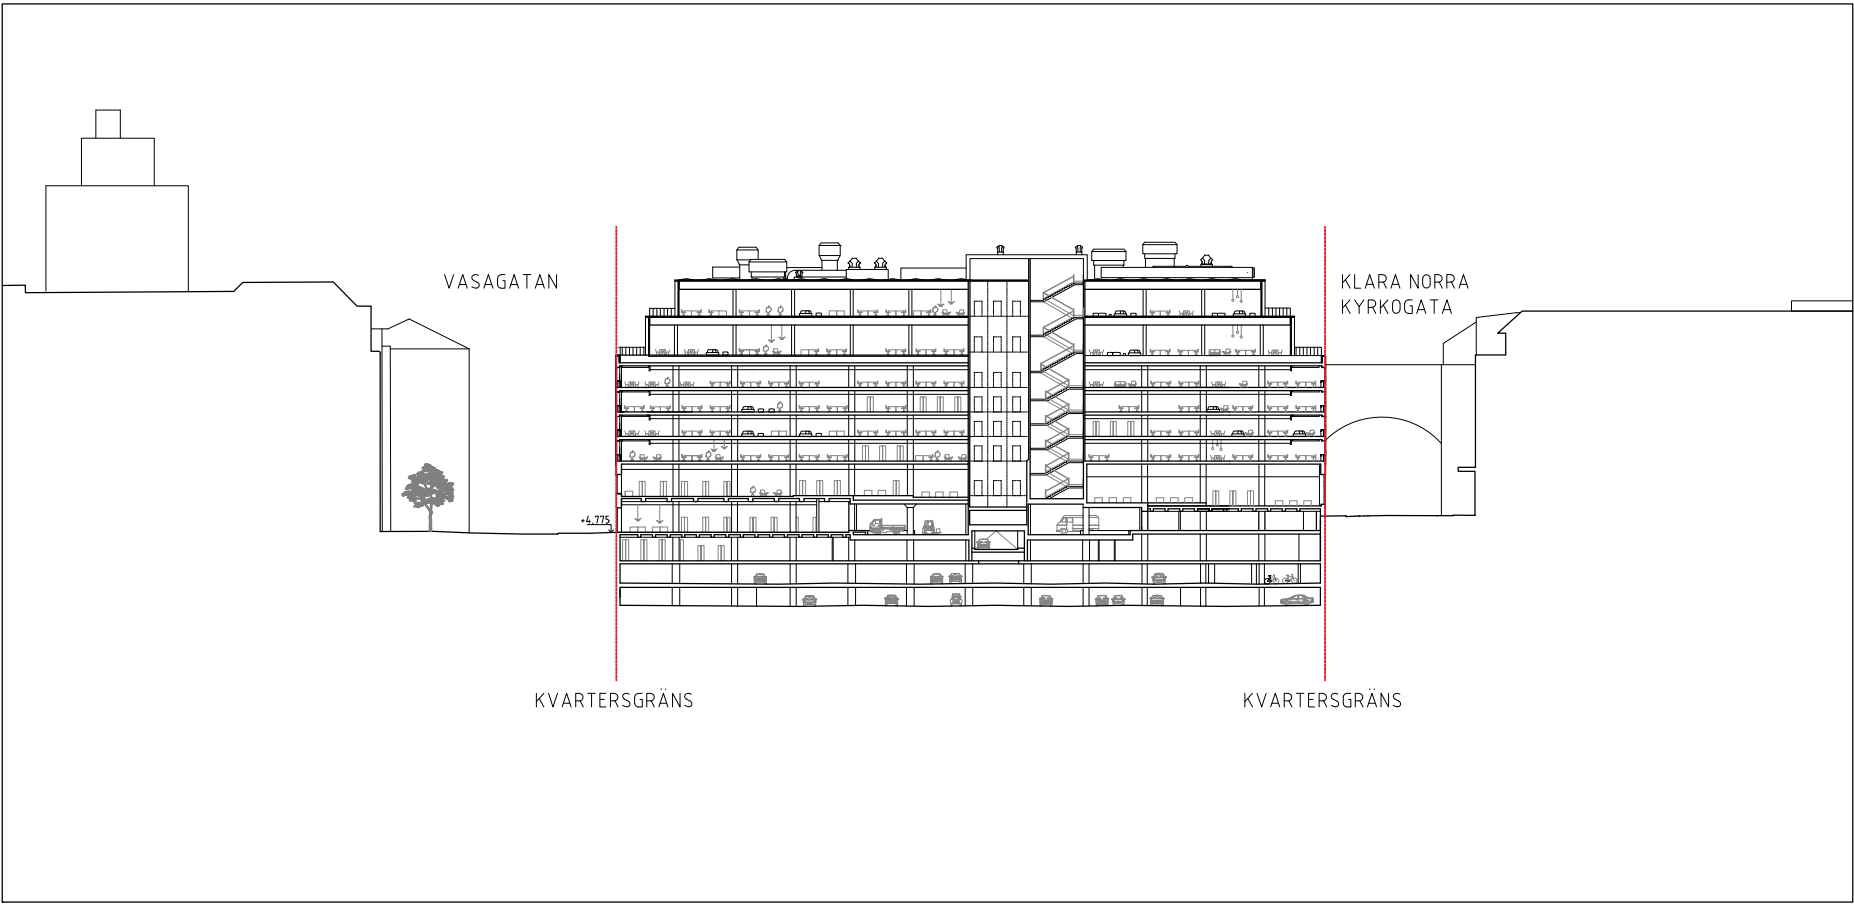 VASAGATAN
KLARA NORRA
KYRKOGATA
+4.775
KVARTERSGRÄNS
KVARTERSGRÄNS